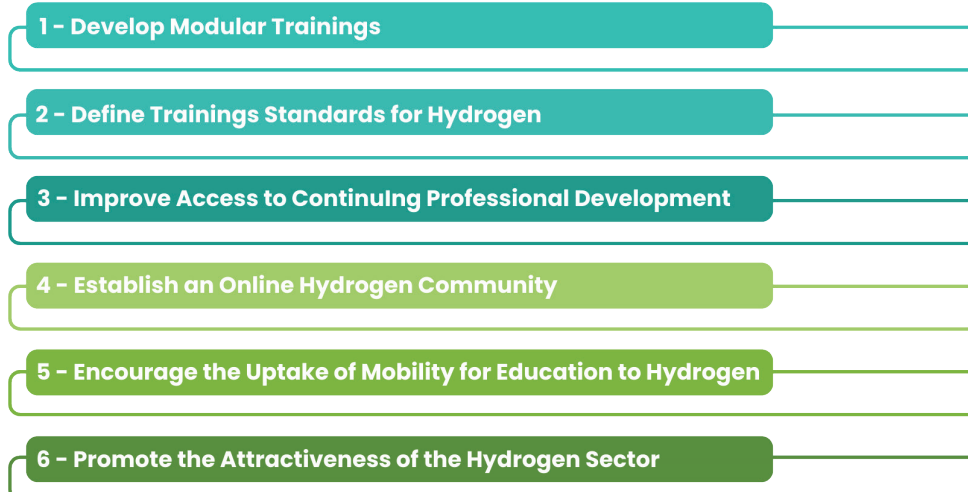 1 - Develop Modular Trainings
2 - Define Trainings Standards for Hydrogen
3 - Improve Access to ContinuIng Professional Development
4 - Establish an Online Hydrogen Community
5 - Encourage the Uptake of Mobility for Education to Hydrogen
6 - Promote the Attractiveness of the Hydrogen Sector